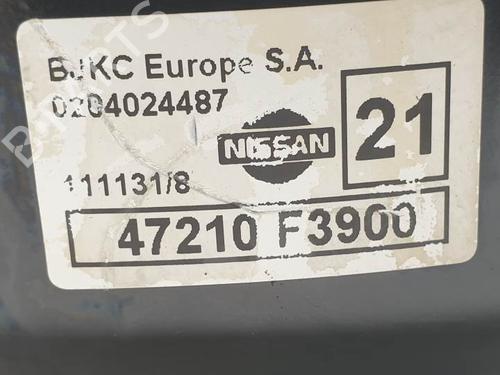 BJKC Europe S.A.
0204024487
NISSAN
21
111131/8
47210 F3900